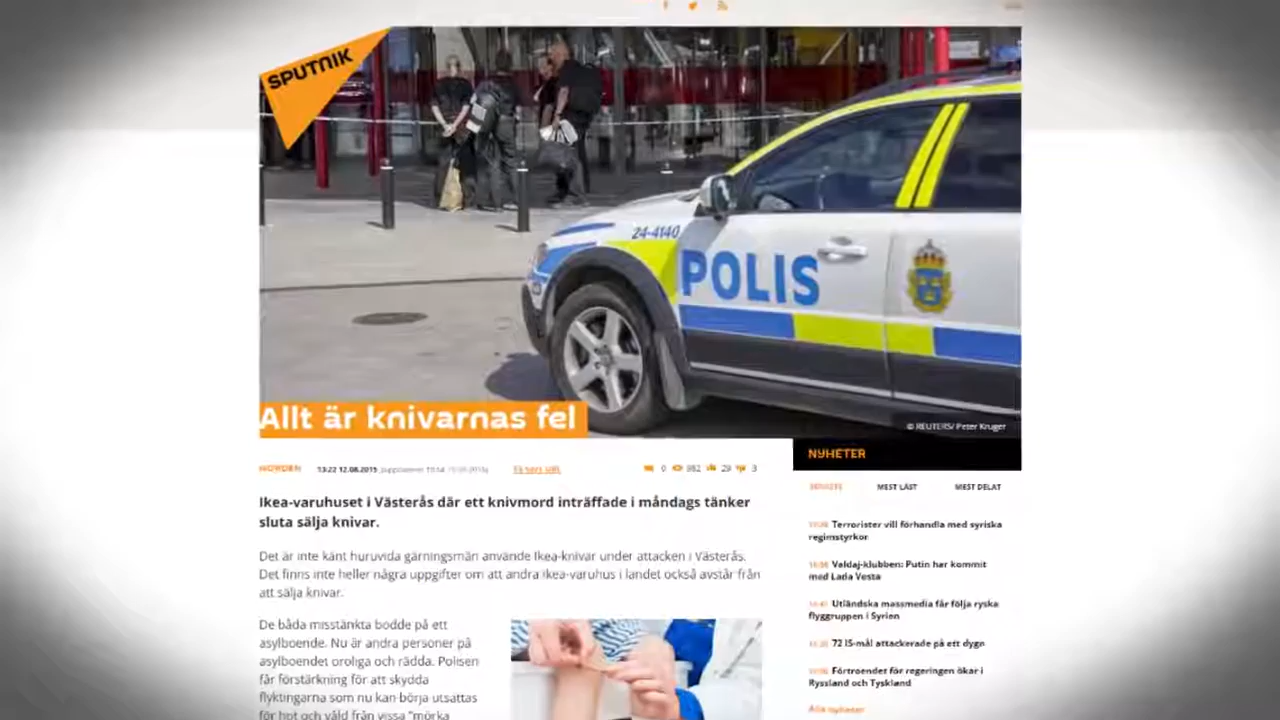 SPUTNIK
24-4140
POLIS
Allt är knivarnas fel
© REUTERS/ Peter Kruger
NYHETER
NORDEN 13:22 12.08.2015 0 982 29 3
SENASTE MEST LÄST MEST DELAT
Ikea-varuhuset i Västerås där ett knivmord inträffade i måndags tänker
sluta sälja knivar.
Det är inte känt huruvida gärningsmän använde Ikea-knivar under attacken i Västerås.
Det finns inte heller några uppgifter om att andra Ikea-varuhus i landet också avstår från
att sälja knivar.
De båda misstänkta bodde på ett
asylboende. Nu är andra personer på
asylboendet oroliga och rädda. Polisen
får förstärkning för att skydda
flyktingarna som nu kan börja utsättas
för hot och våld från vissa "mörka
Terrorister vill förhandla med syriska
regimstyrkor
Valdaj-klubben: Putin har kommit
med Lada Vesta
Utländska massmedia får följa ryska
flyggruppen i Syrien
72 IS-mål attackerade på ett dygn
Förtroendet för regeringen ökar i
Ryssland och Tyskland
Alla nyheter